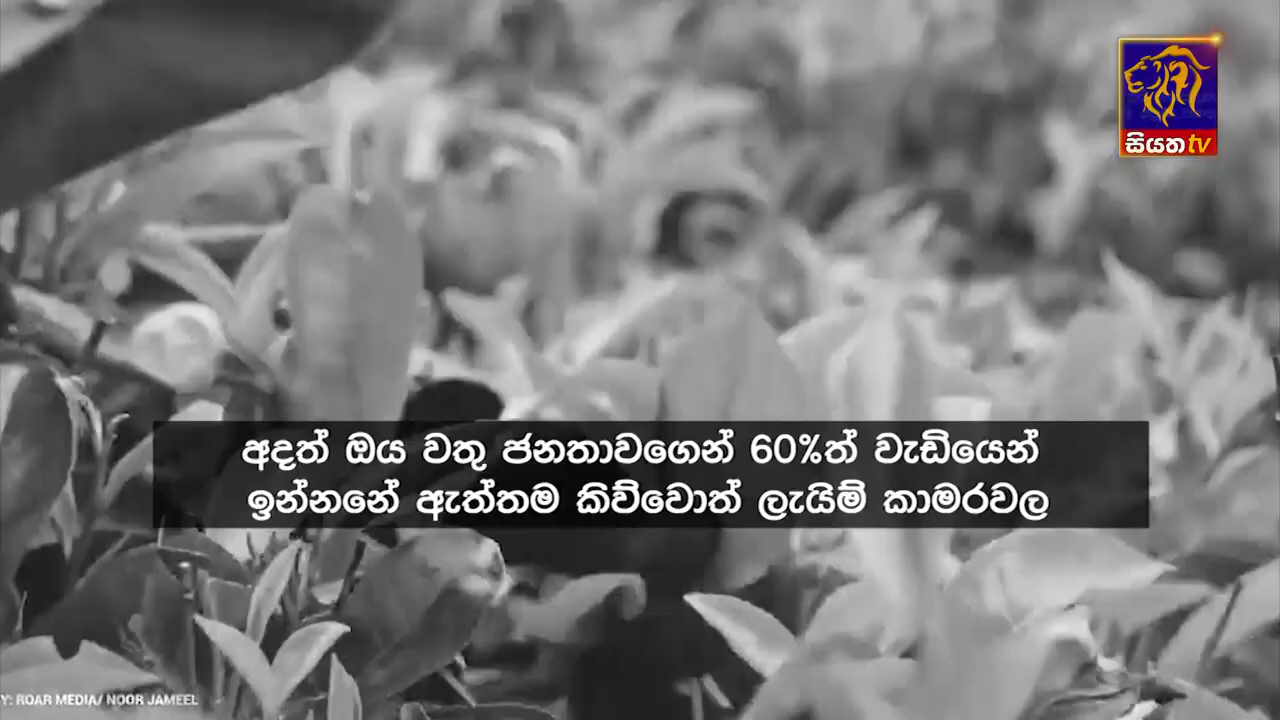 සියත tv
අදත් ඔය වතු ජනතාවගෙන් 60%ත් වැඩියෙන්
ඉන්නනේ ඇත්තම කිව්වොත් ලැයිම් කාමරවල
Y: ROAR MEDIA/ NOOR JAMEEL